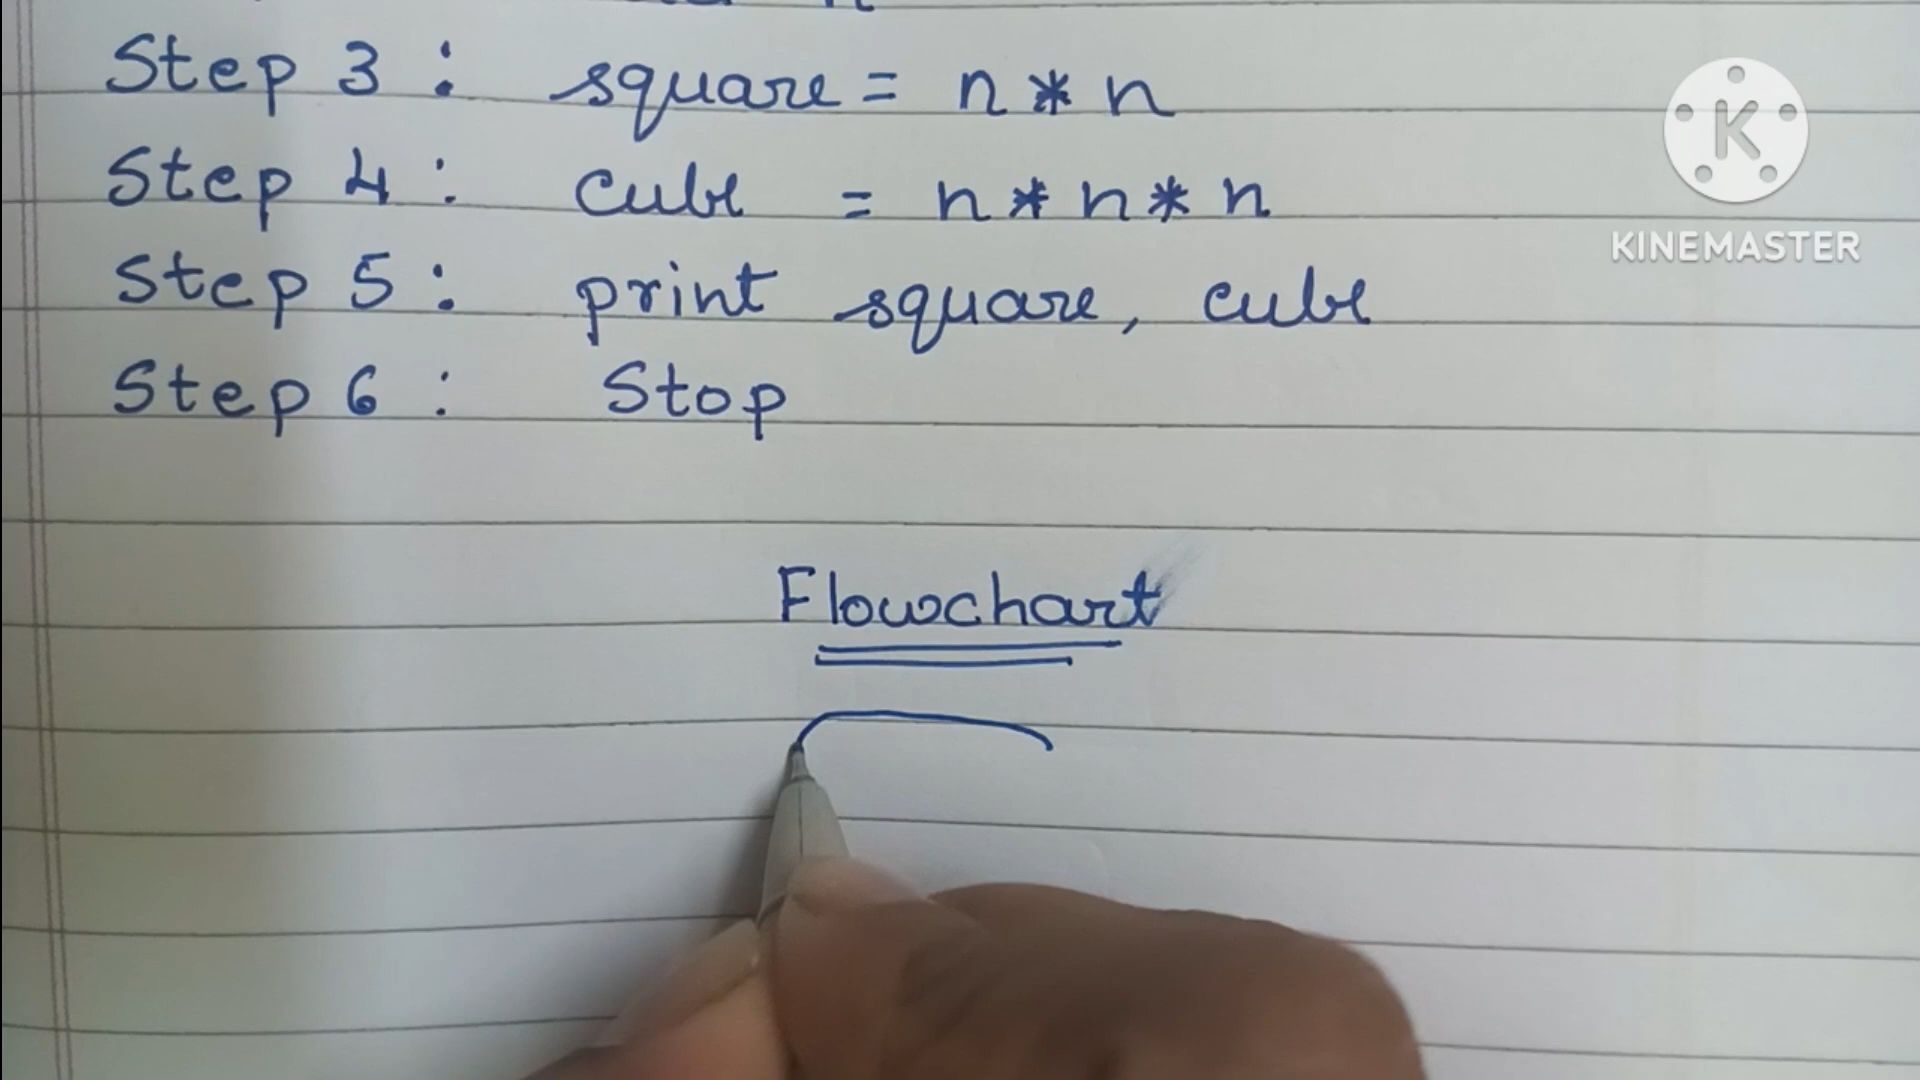 n
Step 3 : square = n * n
Step 4 : cube = n * n * n
Step 5 : print square, cube
Step 6 : Stop
Flowchart
K
KINEMASTER